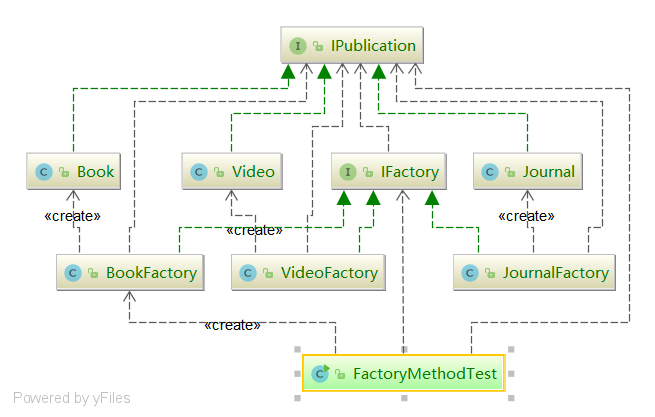 I IPublication
C Book
C Video
I IFactory
C Journal
«create»
«create»
«create»
C BookFactory
C VideoFactory
C JournalFactory
«create»
C FactoryMethodTest
Powered by yFiles